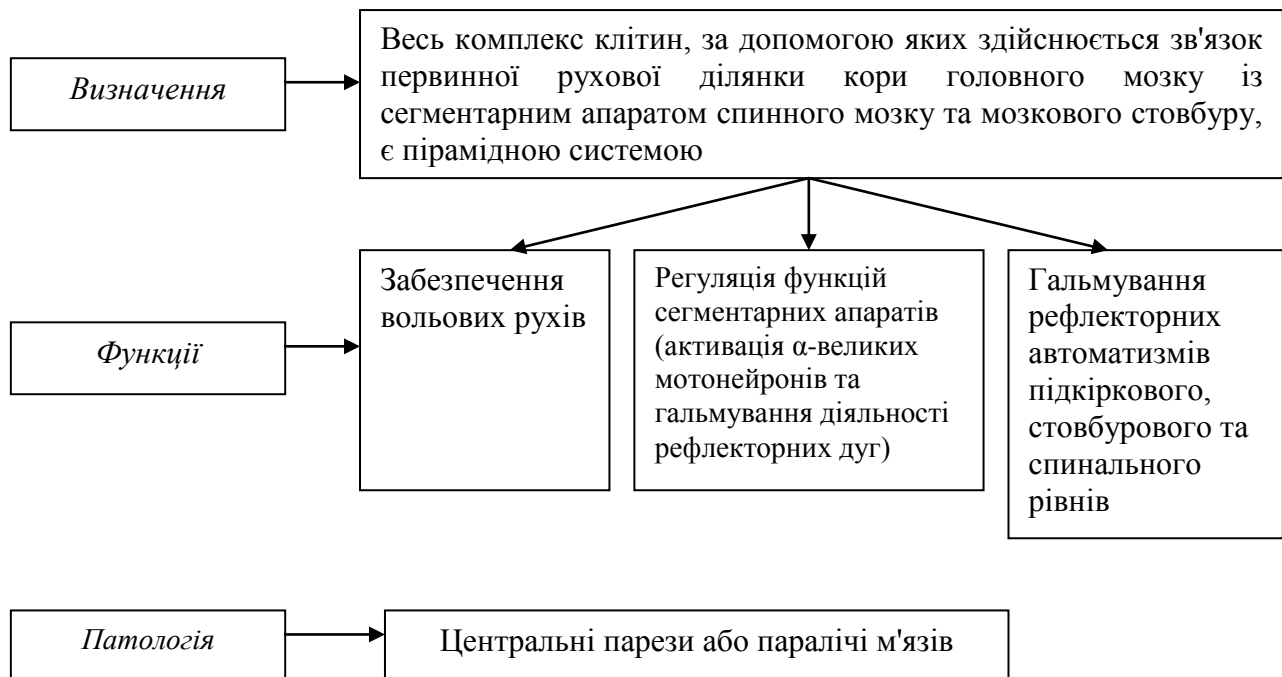 Визначення
Весь комплекс клітин, за допомогою яких здійснюється зв'язок
первинної рухової ділянки кори головного мозку із
сегментарним апаратом спинного мозку та мозкового стовбуру,
є пірамідною системою
Функції
Забезпечення
вольових рухів
Регуляція функцій
сегментарних апаратів
(активація α-великих
мотонейронів та
гальмування діяльності
рефлекторних дуг)
Гальмування
рефлекторних
автоматизмів
підкіркового,
стовбурового та
спинального
рівнів
Патологія
Центральні парези або паралічі м'язів